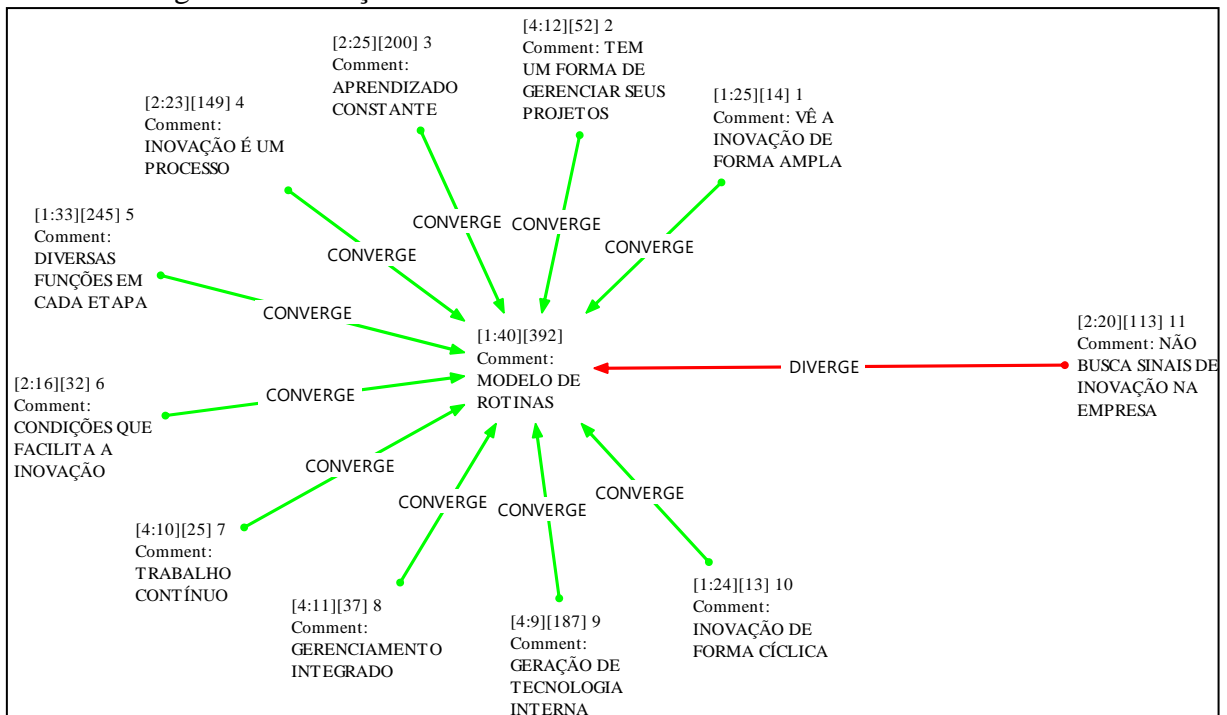 [4:12][52] 2
Comment: TEM
UM FORMA DE
GERENCIAR SEUS
PROJETOS
[2:25][200] 3
Comment:
APRENDIZADO
CONSTANTE
[1:25][14] 1
Comment: VÊ A
INOVAÇÃO DE
FORMA AMPLA
[2:23][149] 4
Comment:
INOVAÇÃO É UM
PROCESSO
[1:33][245] 5
Comment:
DIVERSAS
FUNÇÕES EM
CADA ETAPA
CONVERGE
CONVERGE
CONVERGE
CONVERGE
CONVERGE
[1:40][392]
Comment:
MODELO DE
ROTINAS
DIVERGE
[2:20][113] 11
Comment: NÃO
BUSCA SINAIS DE
INOVAÇÃO NA
EMPRESA
[2:16][32] 6
Comment:
CONDIÇÕES QUE
FACILITA A
INOVAÇÃO
CONVERGE
CONVERGE
CONVERGE
CONVERGE
CONVERGE
[4:10][25] 7
Comment:
TRABALHO
CONTÍNUO
[4:11][37] 8
Comment:
GERENCIAMENTO
INTEGRADO
[4:9][187] 9
Comment:
GERAÇÃO DE
TECNOLOGIA
INTERNA
[1:24][13] 10
Comment:
INOVAÇÃO DE
FORMA CÍCLICA